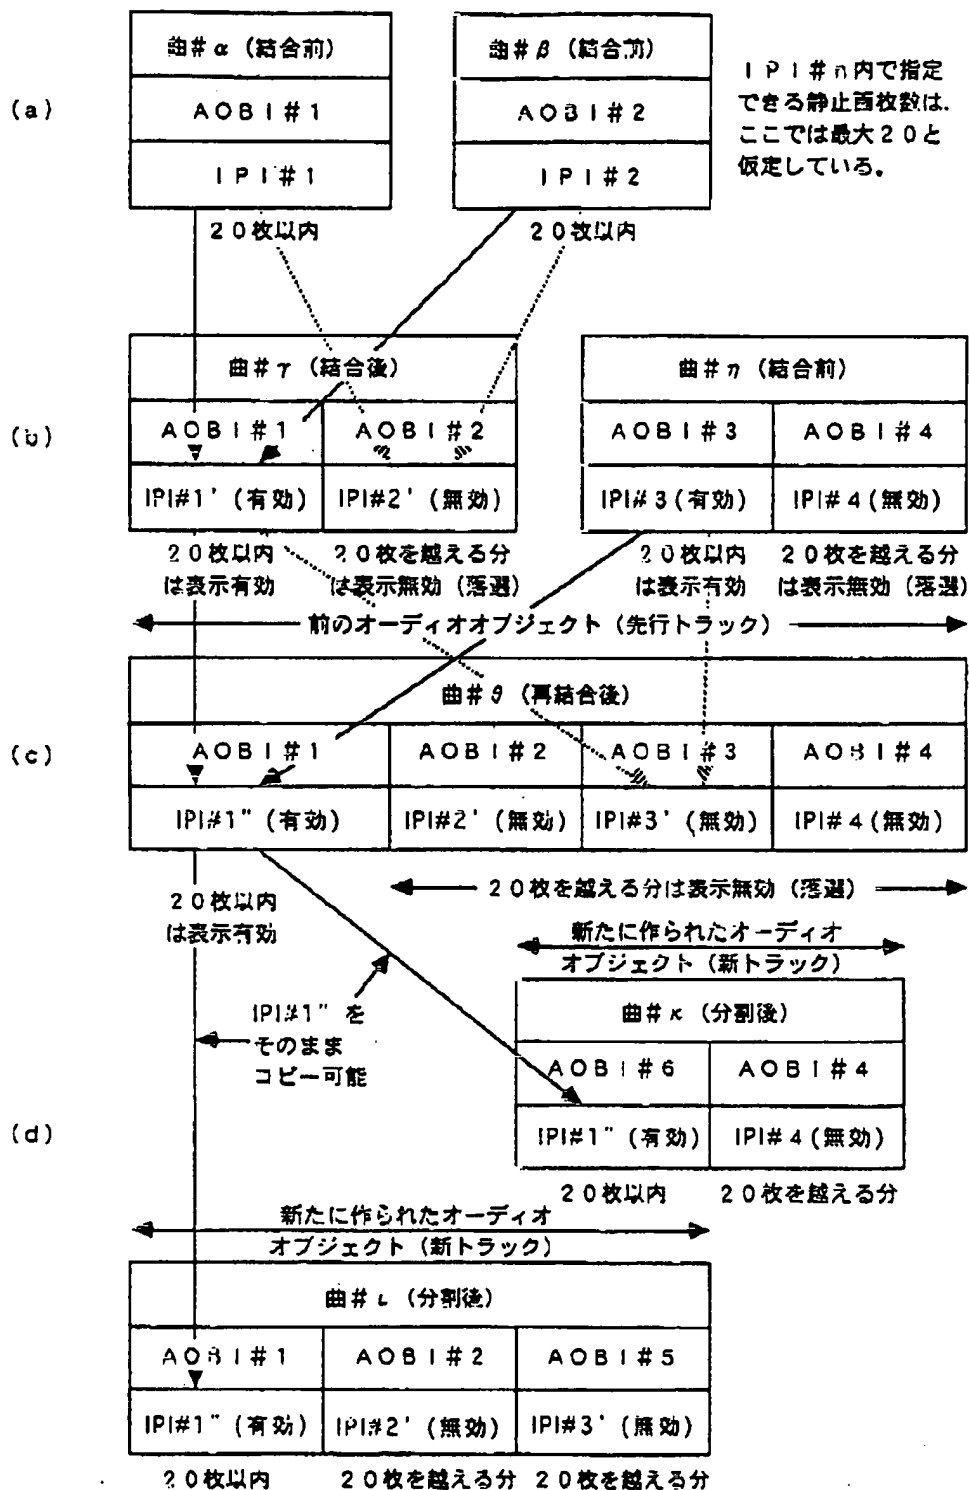 曲#α (結合前)
AOBI#1
IPI#1
20枚以内
曲#β (結合前)
AOBI#2
IPI#2
20枚以内
IPI#n内で指定
できる静止画枚数は、
ここでは最大20と
仮定している。
(a)
(b)
曲#γ (結合後)
AOBI#1
AOBI#2
IPI#1' (有効)
IPI#2' (無効)
20枚以内
は表示有効
20枚を越える分
は表示無効 (落選)
曲#η (結合前)
AOBI#3
AOBI#4
IPI#3(有効)
IPI#4(無効)
20枚以内
は表示有効
20枚を越える分
は表示無効 (落選)
前のオーディオオブジェクト (先行トラック)
(c)
曲#θ (再結合後)
AOBI#1
AOBI#2
AOBI#3
AOBI#4
IPI#1" (有効)
IPI#2' (無効)
IPI#3' (無効)
IPI#4(無効)
20枚以内
は表示有効
20枚を越える分は表示無効 (落選)
IPI#1" を
そのまま
コピー可能
(d)
新たに作られたオーディオ
オブジェクト (新トラック)
曲#κ (分割後)
AOBI#6
AOBI#4
IPI#1" (有効)
IPI#4(無効)
20枚以内
20枚を越える分
新たに作られたオーディオ
オブジェクト (新トラック)
曲#ι (分割後)
AOBI#1
AOBI#2
AOBI#5
IPI#1" (有効)
IPI#2' (無効)
IPI#3' (無効)
20枚以内
20枚を越える分
20枚を越える分